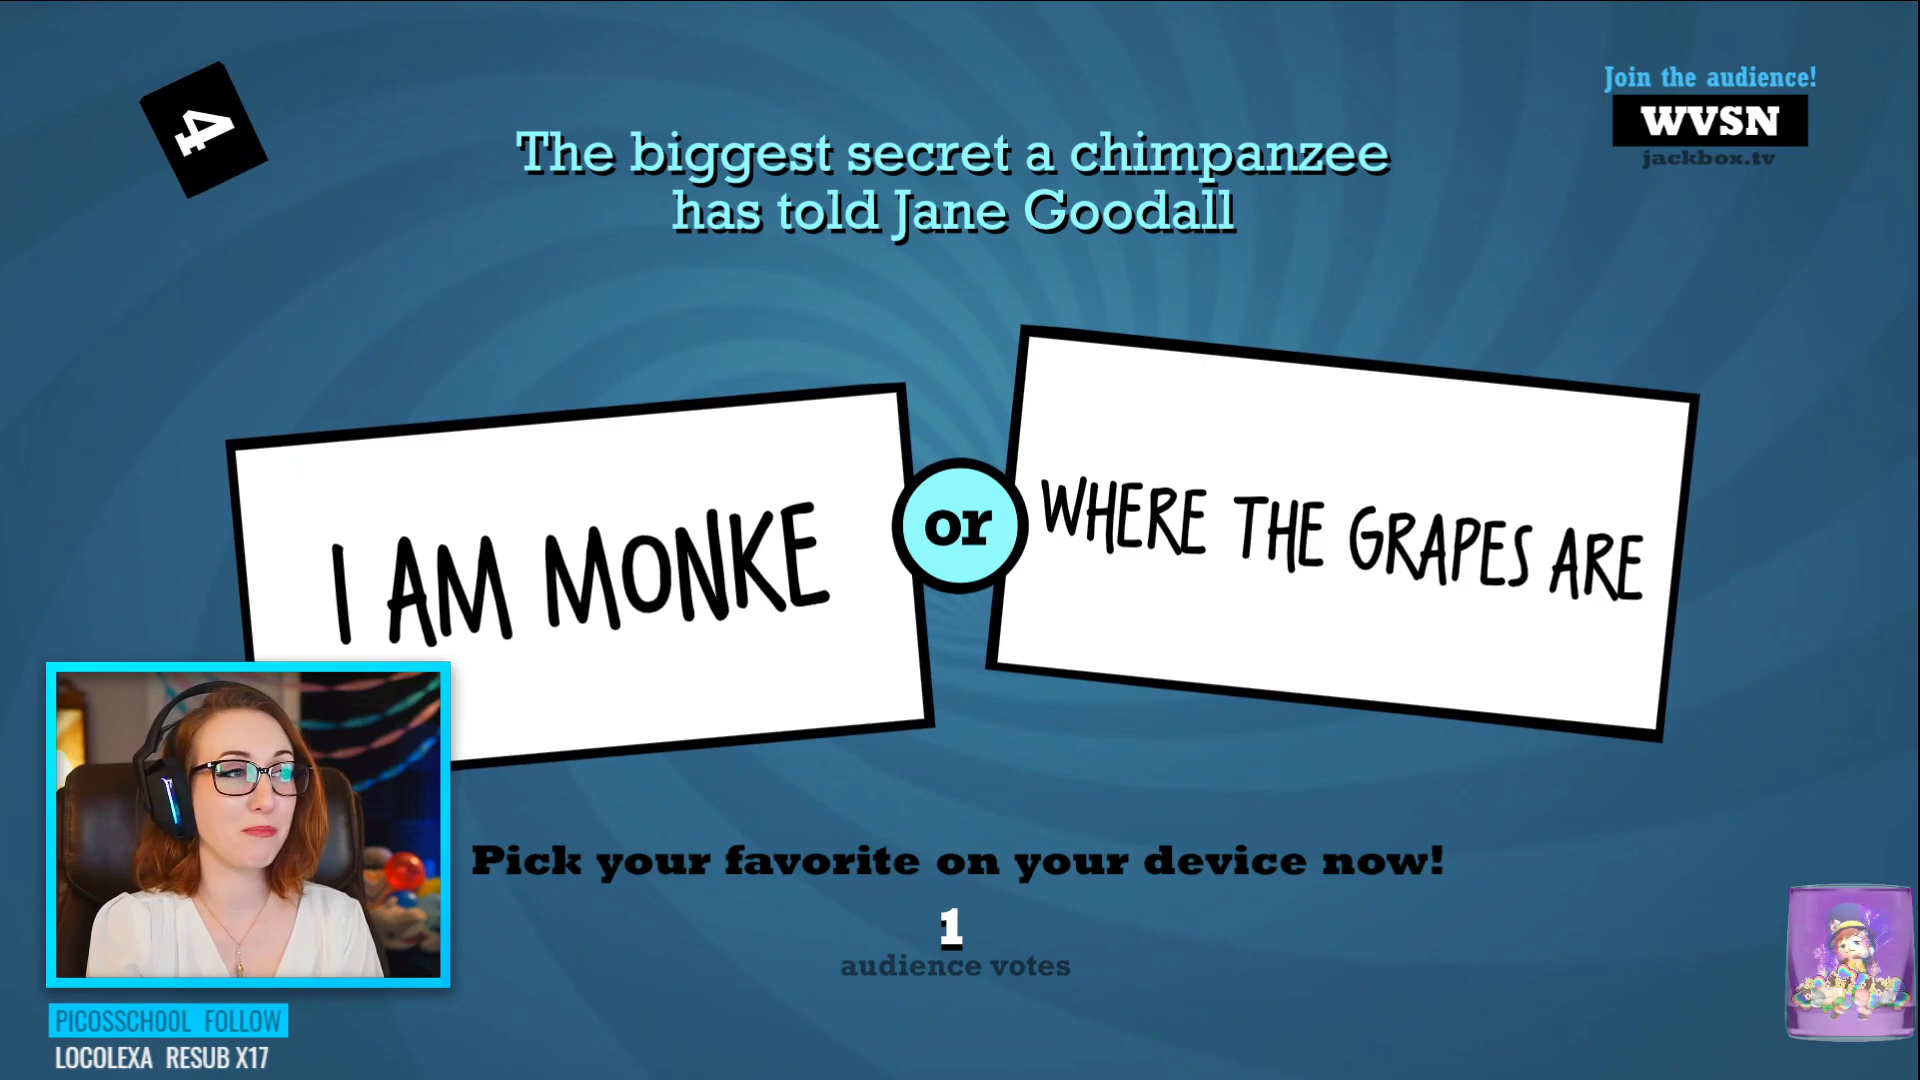 4
Join the audience!
WVSN
jackbox.tv
The biggest secret a chimpanzee
has told Jane Goodall
I AM MONKE
or
WHERE THE GRAPES ARE
Pick your favorite on your device now!
1
audience votes
PICOSSCHOOL FOLLOW
LOCOLEXA RESUB X17